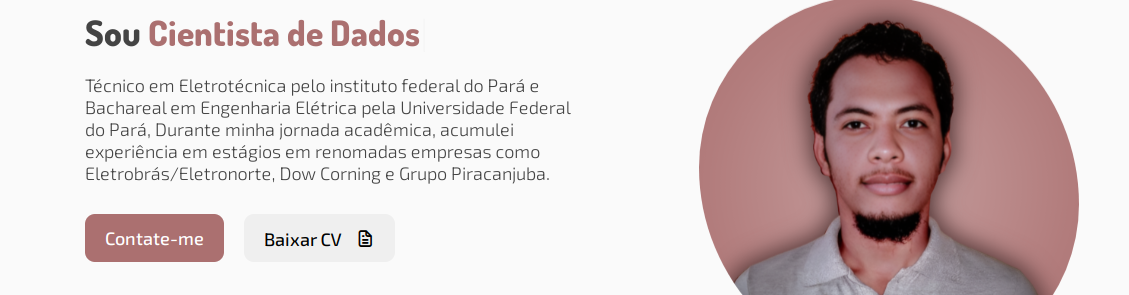 Sou Cientista de Dados
Técnico em Eletrotécnica pelo instituto federal do Pará e
Bachareal em Engenharia Elétrica pela Universidade Federal
do Pará, Durante minha jornada acadêmica, acumulei
experiência em estágios em renomadas empresas como
Eletrobrás/Eletronorte, Dow Corning e Grupo Piracanjuba.
Contate-me
Baixar CV